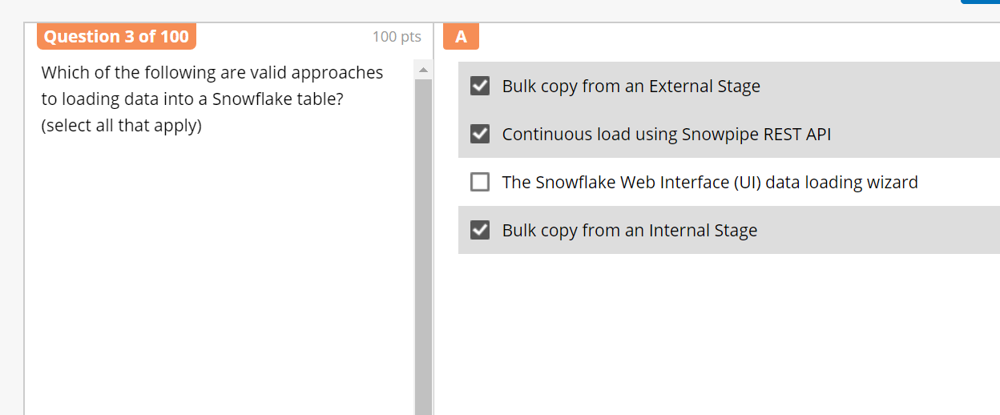 Question 3 of 100
100 pts
Which of the following are valid approaches
to loading data into a Snowflake table?
(select all that apply)
A
Bulk copy from an External Stage
Continuous load using Snowpipe REST API
The Snowflake Web Interface (UI) data loading wizard
Bulk copy from an Internal Stage